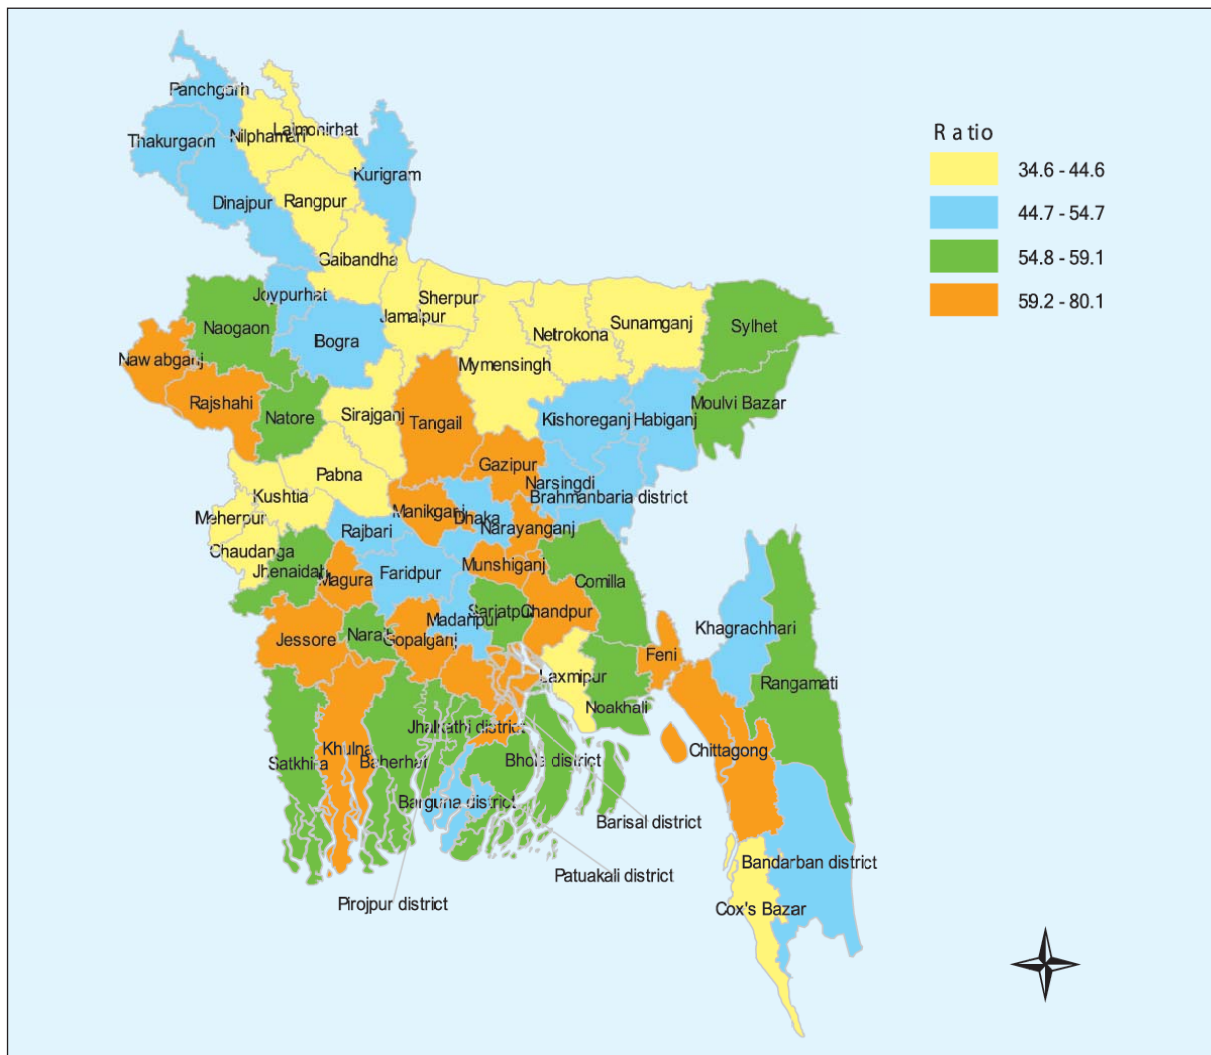 Panchgarh
Lalmonirhat
Nilphamari
Thakurgaon
Kurigram
Dinajpur
Rangpur
Gaibandha
Joypurhat
Sherpur
Jamalpur
Naogaon
Bogra
Netrokona
Sunamganj
Sylhet
Nawabganj
Mymensingh
Rajshahi
Natore
Sirajganj
Tangail
Kishoreganj
Habiganj
Moulvi Bazar
Pabna
Gazipur
Narsingdi
Kushtia
Brahmanbaria district
Meherpur
Manikganj
Dhaka
Rajbari
Narayanganj
Chaudanga
Jhenaidah
Magura
Faridpur
Munshiganj
Comilla
Sariatpur
Chandpur
Madaripur
Khagrachhari
Jessore
Narail
Gopalganj
Feni
Laxmipur
Rangamati
Noakhali
Jhalkathi district
Khulna
Chittagong
Satkhira
Baherhat
Bhola district
Barguna district
Barisal district
Bandarban district
Patuakali district
Pirojpur district
Cox's Bazar
Ratio
34.6 - 44.6
44.7 - 54.7
54.8 - 59.1
59.2 - 80.1